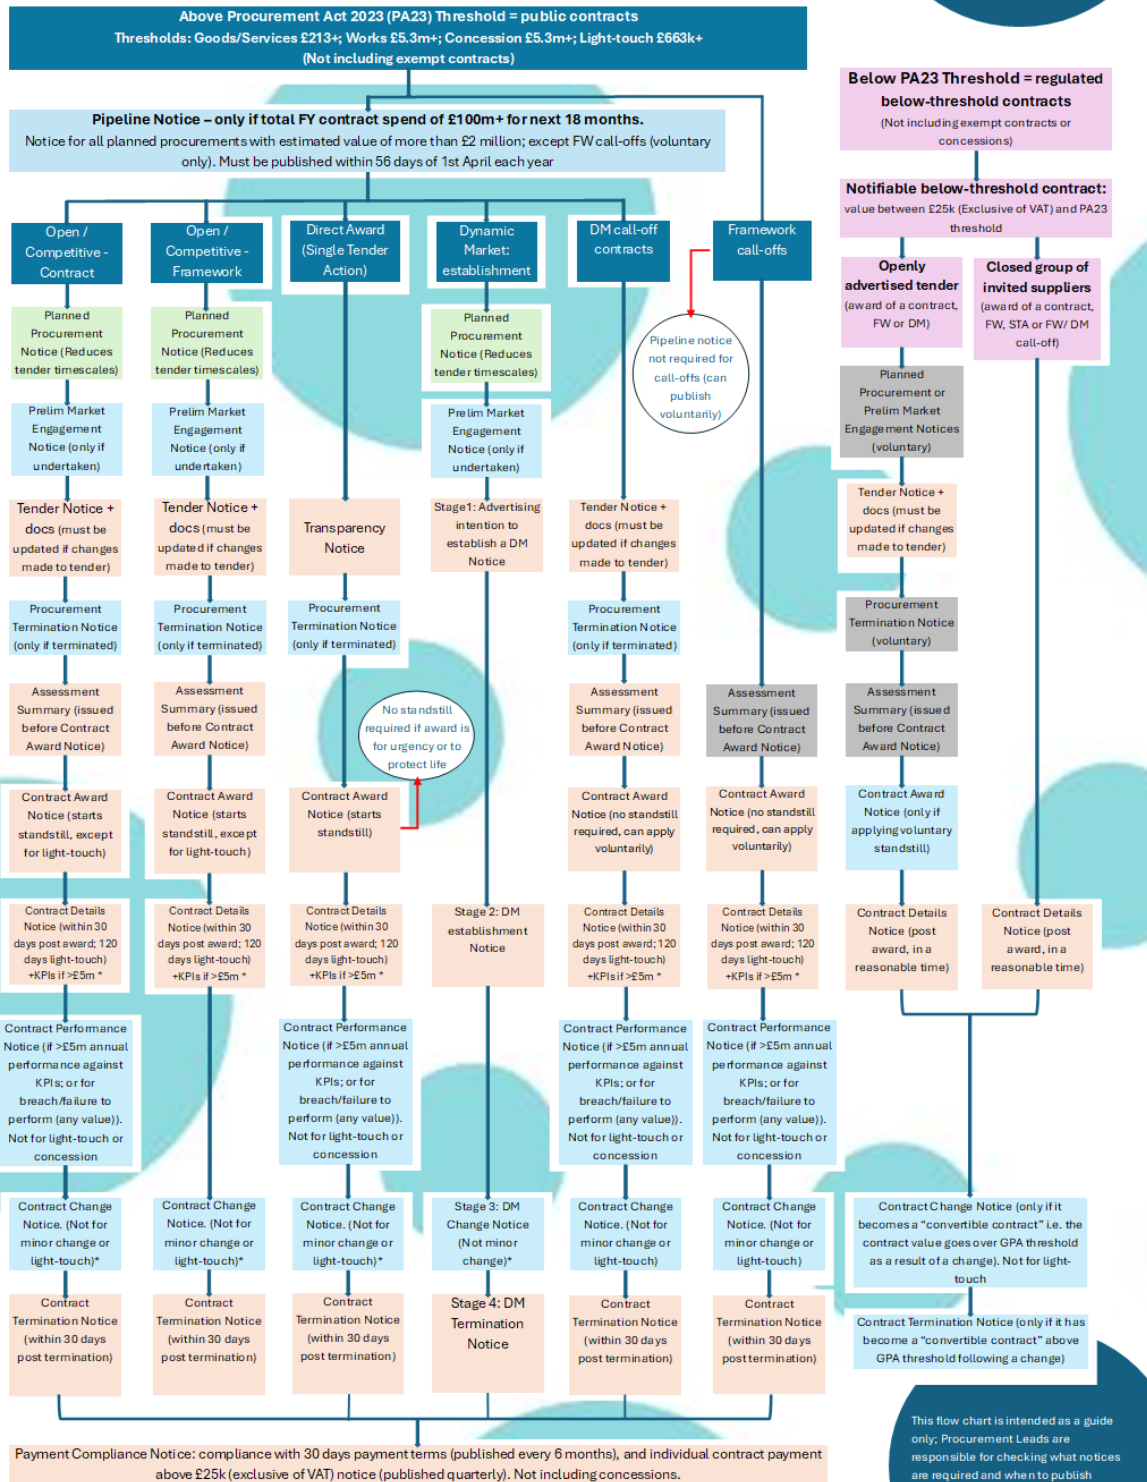 Above Procurement Act 2023 (PA23) Threshold = public contracts
Thresholds: Goods/Services £213+; Works £5.3m+; Concession £5.3m+; Light-touch £663k+
(Not including exempt contracts)
Pipeline Notice – only if total FY contract spend of £100m+ for next 18 months.
Notice for all planned procurements with estimated value of more than £2 million; except FW call-offs (voluntary
only). Must be published within 56 days of 1st April each year
Open /
Competitive -
Contract
Planned
Procurement
Notice (Reduces
tender timescales)
Prelim Market
Engagement
Notice (only if
undertaken)
Tender Notice +
docs (must be
updated if changes
made to tender)
Procurement
Termination Notice
(only if terminated)
Assessment
Summary (issued
before Contract
Award Notice)
Contract Award
Notice (starts
standstill, except
for light-touch)
Contract Details
Notice (within 30
days post award; 120
days light-touch)
+KPIs if >£5m *
Contract Performance
Notice (if >£5m annual
performance against
KPIs; or for
breach/failure to
perform (any value)).
Not for light-touch or
concession
Contract Change
Notice. (Not for
minor change or
light-touch)*
Contract
Termination Notice
(within 30 days
post termination)
Open /
Competitive -
Framework
Planned
Procurement
Notice (Reduces
tender timescales)
Prelim Market
Engagement
Notice (only if
undertaken)
Tender Notice +
docs (must be
updated if changes
made to tender)
Procurement
Termination Notice
(only if terminated)
Assessment
Summary (issued
before Contract
Award Notice)
Contract Award
Notice (starts
standstill, except
for light-touch)
Contract Details
Notice (within 30
days post award; 120
days light-touch)
+KPIs if >£5m *
Contract Change
Notice. (Not for
minor change or
light-touch)*
Contract
Termination Notice
(within 30 days
post termination)
Direct Award
(Single Tender
Action)
Transparency
Notice
Procurement
Termination Notice
(only if terminated)
No standstill
required if award is
for urgency or to
protect life
Contract Award
Notice (starts
standstill)
Contract Details
Notice (within 30
days post award; 120
days light-touch)
+KPIs if >£5m *
Contract Performance
Notice (if >£5m annual
performance against
KPIs; or for
breach/failure to
perform (any value)).
Not for light-touch or
concession
Contract Change
Notice. (Not for
minor change or
light-touch)*
Contract
Termination Notice
(within 30 days
post termination)
Dynamic
Market:
establishment
Planned
Procurement
Notice (Reduces
tender timescales)
Prelim Market
Engagement
Notice (only if
undertaken)
Stage1: Advertising
intention to
establish a DM
Notice
Stage 2: DM
establishment
Notice
Stage 3: DM
Change Notice
(Not minor
change)*
Stage 4: DM
Termination
Notice
DM call-off
contracts
Tender Notice +
docs (must be
updated if changes
made to tender)
Procurement
Termination Notice
(only if terminated)
Assessment
Summary (issued
before Contract
Award Notice)
Contract Award
Notice (no standstill
required, can apply
voluntarily)
Contract Details
Notice (within 30
days post award; 120
days light-touch)
+KPIs if >£5m *
Contract Performance
Notice (if >£5m annual
performance against
KPIs; or for
breach/failure to
perform (any value)).
Not for light-touch or
concession
Contract Change
Notice. (Not for
minor change or
light-touch)
Contract
Termination Notice
(within 30 days
post termination)
Framework
call-offs
Pipeline notice
not required for
call-offs (can
publish
voluntarily)
Assessment
Summary (issued
before Contract
Award Notice)
Contract Award
Notice (no standstill
required, can apply
voluntarily)
Contract Details
Notice (within 30
days post award; 120
days light-touch)
+KPIs if >£5m *
Contract Performance
Notice (if >£5m annual
performance against
KPIs; or for
breach/failure to
perform (any value)).
Not for light-touch or
concession
Contract Change
Notice. (Not for
minor change or
light-touch)
Contract
Termination Notice
(within 30 days
post termination)
Payment Compliance Notice: compliance with 30 days payment terms (published every 6 months), and individual contract payment
above £25k (exclusive of VAT) notice (published quarterly). Not including concessions.
Below PA23 Threshold = regulated
below-threshold contracts
(Not including exempt contracts or
concessions)
Notifiable below-threshold contract:
value between £25k (Exclusive of VAT) and PA23
threshold
Openly
advertised tender
(award of a contract,
FW or DM)
Planned
Procurement or
Prelim Market
Engagement Notices
(voluntary)
Tender Notice +
docs (must be
updated if changes
made to tender)
Procurement
Termination Notice
(voluntary)
Assessment
Summary (issued
before Contract
Award Notice)
Contract Award
Notice (only if
applying voluntary
standstill)
Contract Details
Notice (post
award, in a
reasonable time)
Closed group of
invited suppliers
(award of a contract,
FW, STA or FW/ DM
call-off)
Contract Details
Notice (post
award, in a
reasonable time)
Contract Change Notice (only if it
becomes a “convertible contract” i.e. the
contract value goes over GPA threshold
as a result of a change). Not for light-
touch
Contract Termination Notice (only if it has
become a “convertible contract” above
GPA threshold following a change)
This flow chart is intended as a guide
only; Procurement Leads are
responsible for checking what notices
are required and when to publish